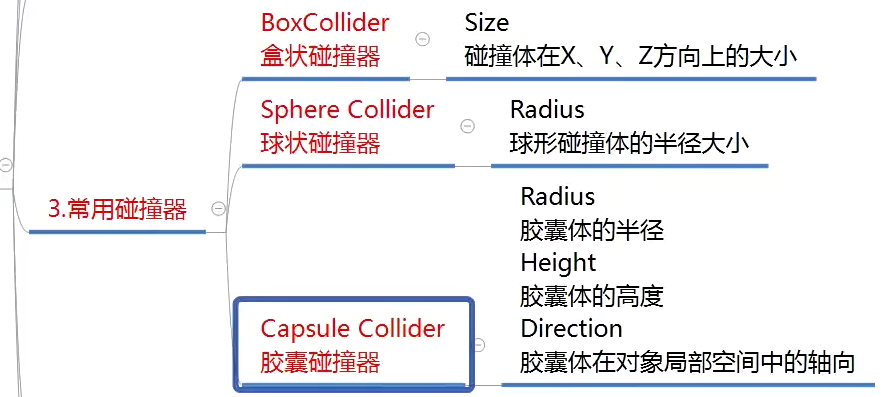 BoxCollider
盒状碰撞器
Size
碰撞体在X、Y、Z方向上的大小
Sphere Collider
球状碰撞器
Radius
球形碰撞体的半径大小
3.常用碰撞器
Radius
胶囊体的半径
Height
胶囊体的高度
Capsule Collider
胶囊碰撞器
Direction
胶囊体在对象局部空间中的轴向